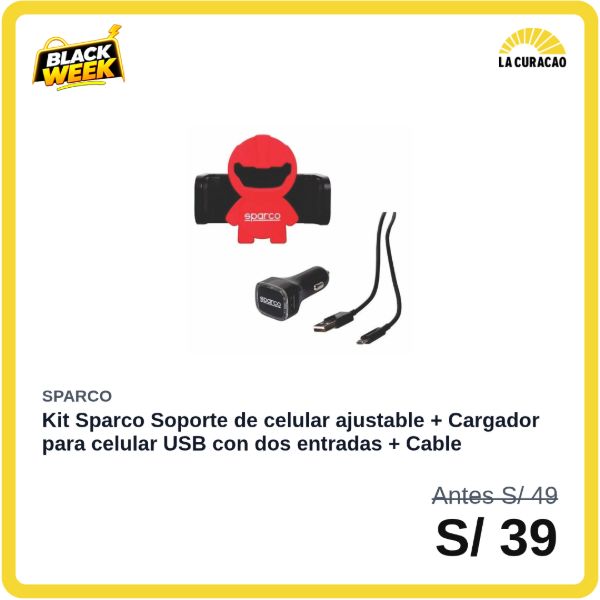 BLACK
WEEK
LA CURACAO
sparco
sparco
SPARCO
Kit Sparco Soporte de celular ajustable + Cargador
para celular USB con dos entradas + Cable
Antes S/ 49
S/ 39